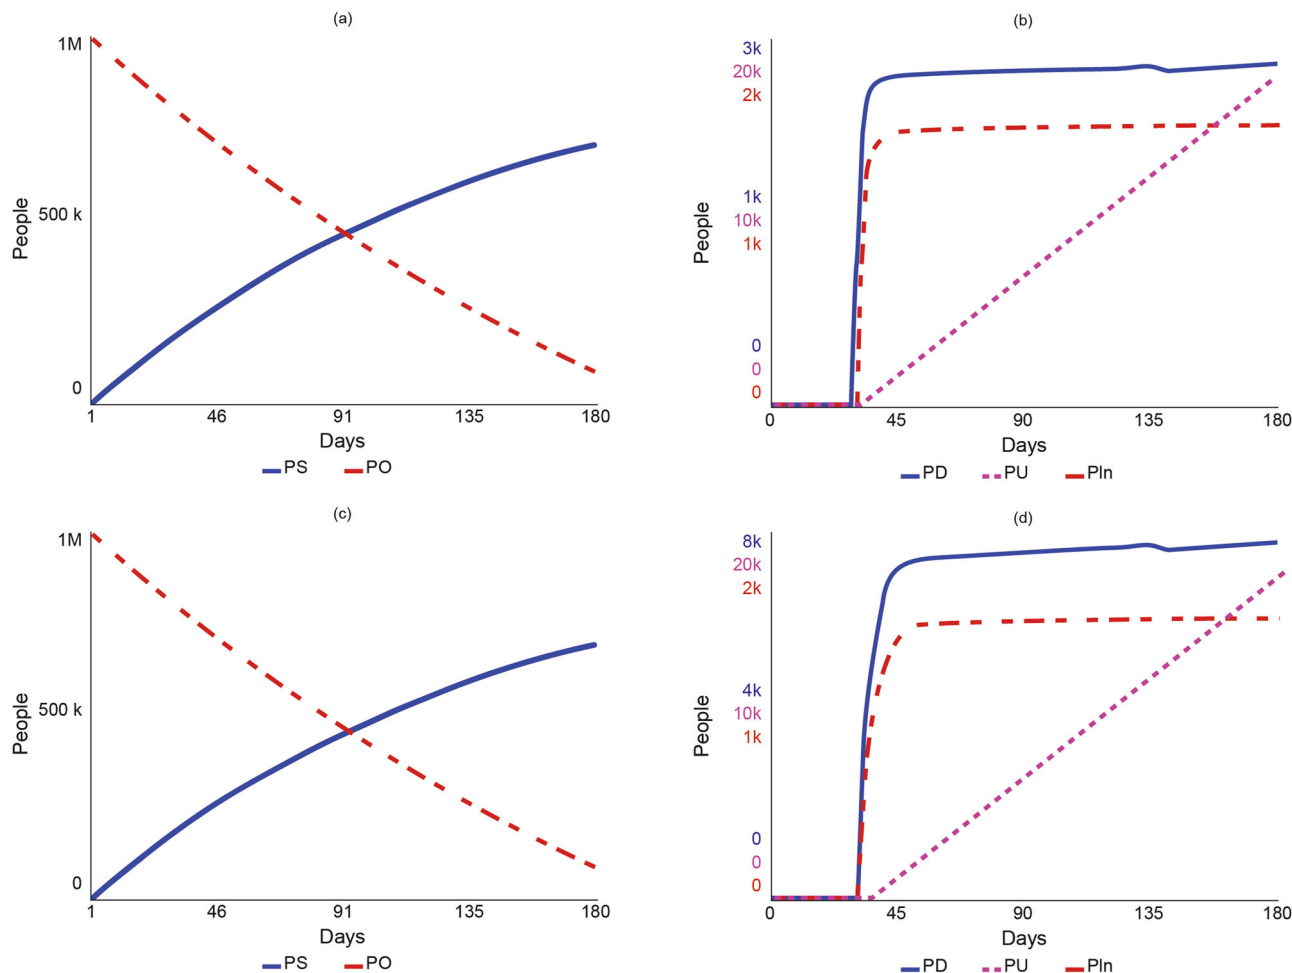 (a)
1M
500 k
0
People
1 46 91 135 180
Days
PS PO
(b)
3k
20k
2k
1k
10k
1k
0
0
0
People
0 45 90 135 180
Days
PD PU PIn
(c)
1M
500 k
0
People
1 46 91 135 180
Days
PS PO
(d)
8k
20k
2k
4k
10k
1k
0
0
0
People
0 45 90 135 180
Days
PD PU PIn